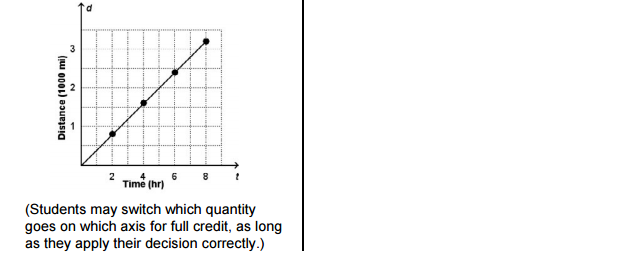 d
Distance (1000 mi)
3
2
1
2 4 6 8 t
Time (hr)
(Students may switch which quantity
goes on which axis for full credit, as long
as they apply their decision correctly.)